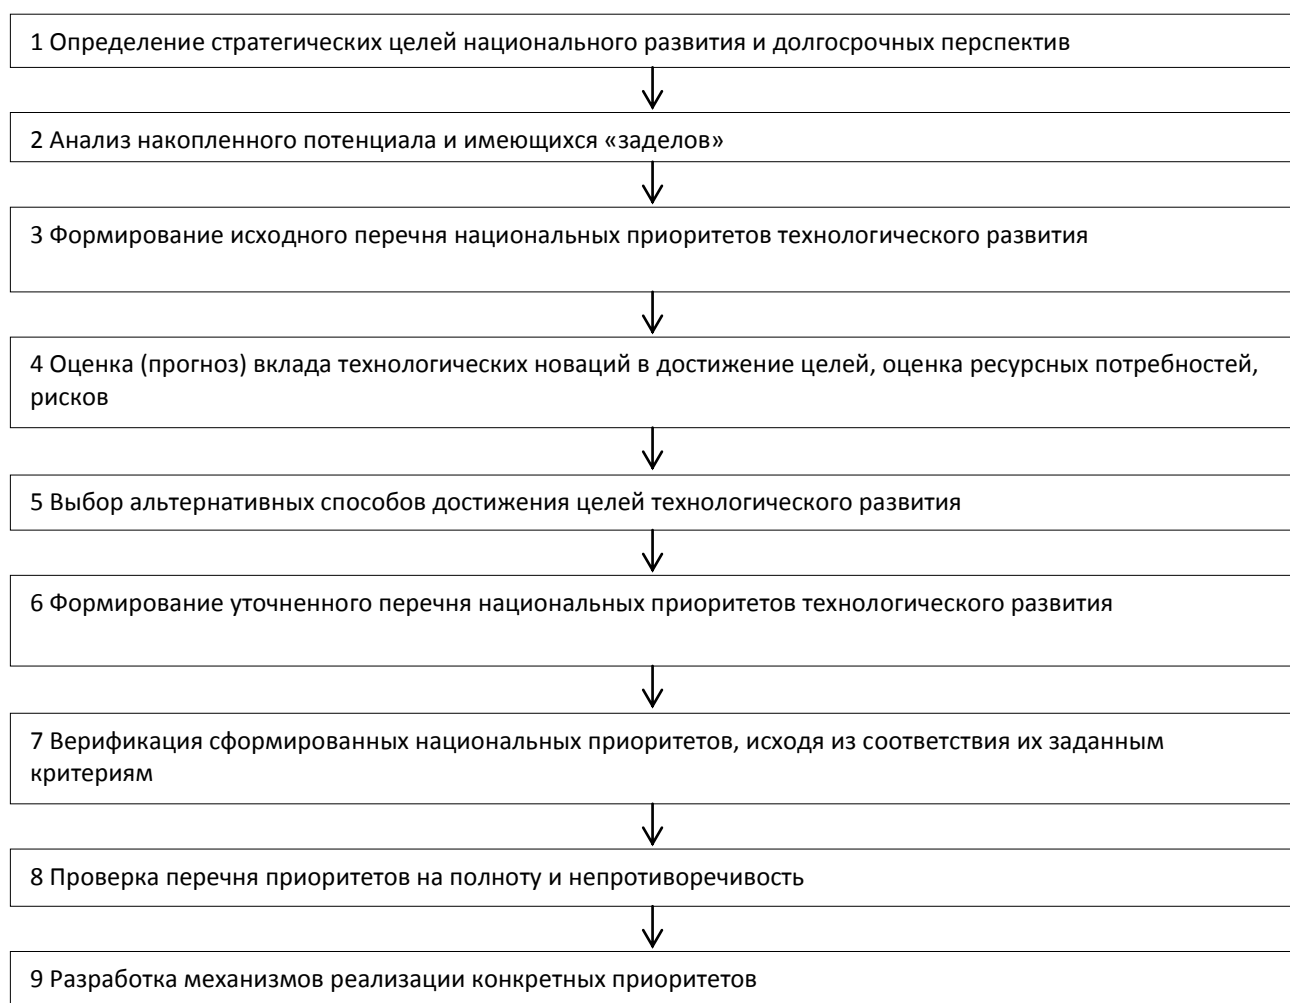 1 Определение стратегических целей национального развития и долгосрочных перспектив
2 Анализ накопленного потенциала и имеющихся «заделов»
3 Формирование исходного перечня национальных приоритетов технологического развития
4 Оценка (прогноз) вклада технологических новаций в достижение целей, оценка ресурсных потребностей,
рисков
5 Выбор альтернативных способов достижения целей технологического развития
6 Формирование уточненного перечня национальных приоритетов технологического развития
7 Верификация сформированных национальных приоритетов, исходя из соответствия их заданным
критериям
8 Проверка перечня приоритетов на полноту и непротиворечивость
9 Разработка механизмов реализации конкретных приоритетов